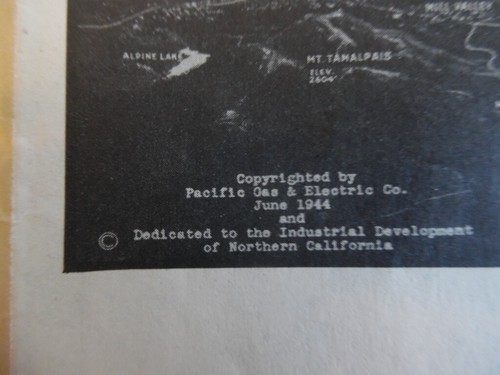 MILL VALLEY
ALPINE LAKE
MT. TAMALPAIS
ELEV.
2604
Copyrighted by
Pacific Gas & Electric Co.
June 1944
and
© Dedicated to the Industrial Development
of Northern California